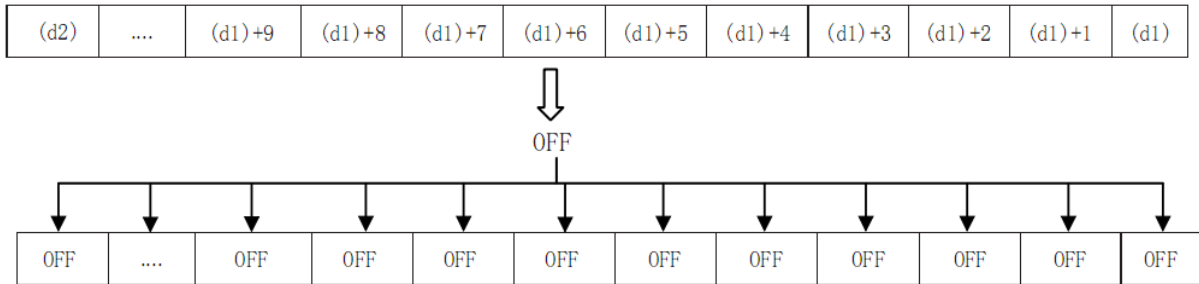 (d2) .... (d1)+9 (d1)+8 (d1)+7 (d1)+6 (d1)+5 (d1)+4 (d1)+3 (d1)+2 (d1)+1 (d1)
OFF
OFF .... OFF OFF OFF OFF OFF OFF OFF OFF OFF OFF